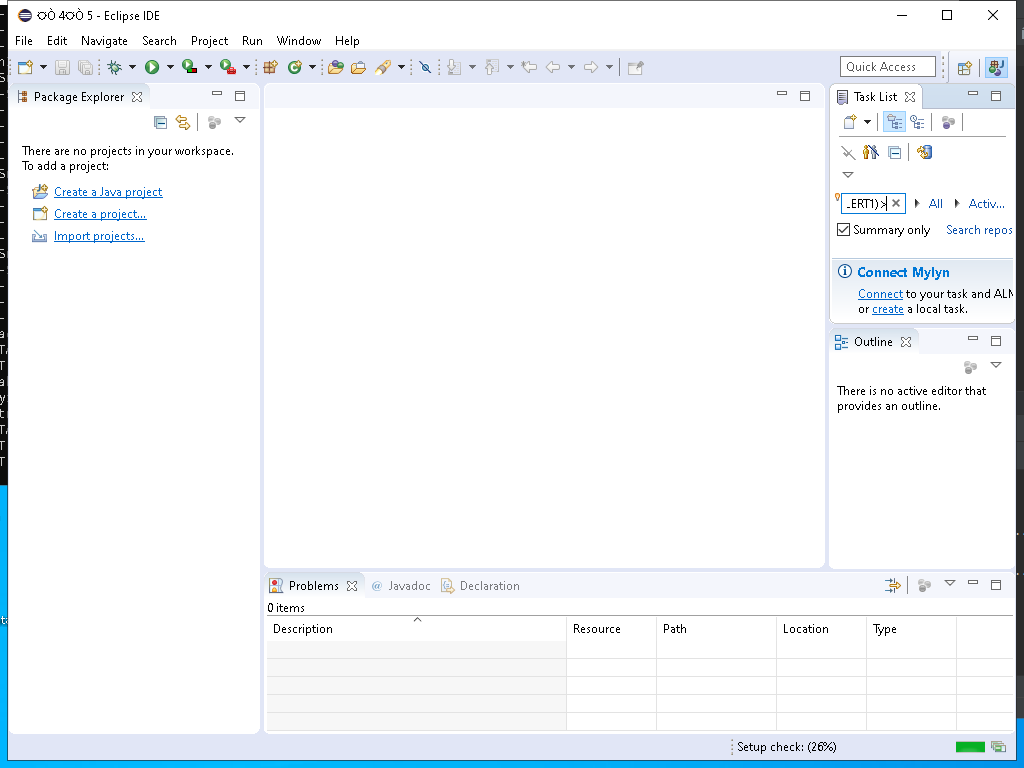 ѺÒ 4ѺÒ 5 - Eclipse IDE
File Edit Navigate Search Project Run Window Help
Quick Access
Package Explorer
There are no projects in your workspace.
To add a project:
Create a Java project
Create a project...
Import projects...
Task List
_ERT1)>
All
Activ...
Summary only
Search repos
Connect Mylyn
Connect to your task and ALM
or create a local task.
Outline
There is no active editor that
provides an outline.
Problems
@ Javadoc
Declaration
0 items
Description Resource Path Location Type
Setup check: (26%)